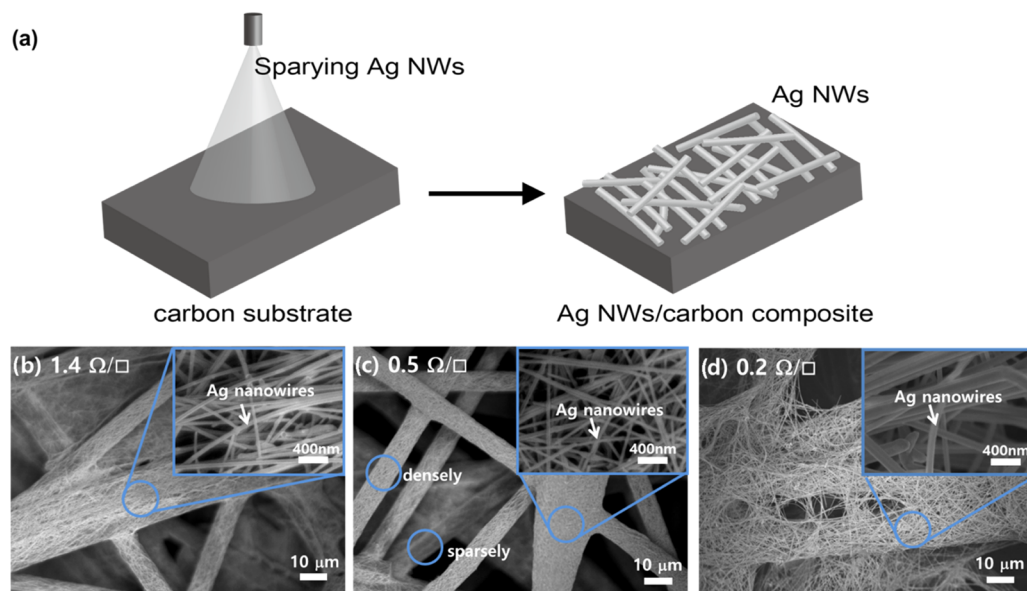 (a)
Sparying Ag NWs
Ag NWs
carbon substrate
Ag NWs/carbon composite
(b) 1.4 Ω/□
Ag nanowires
400nm
10 μm
(c) 0.5 Ω/□
Ag nanowires
400nm
densely
sparsely
10 μm
(d) 0.2 Ω/□
Ag nanowires
400nm
10 μm